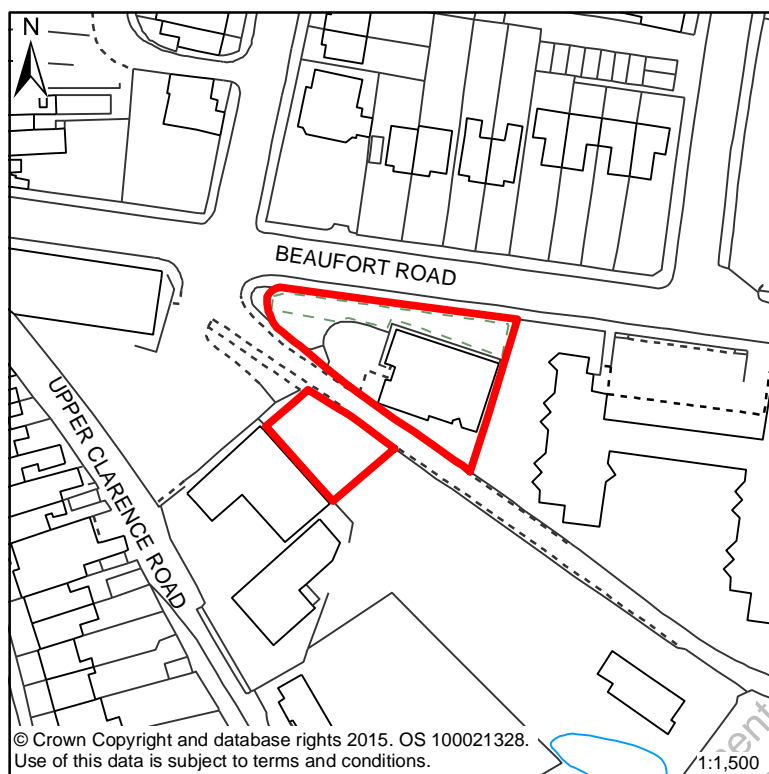 N
BEAUFORT ROAD
UPPER CLARENCE ROAD
© Crown Copyright and database rights 2015. OS 100021328.
Use of this data is subject to terms and conditions.
1:1,500